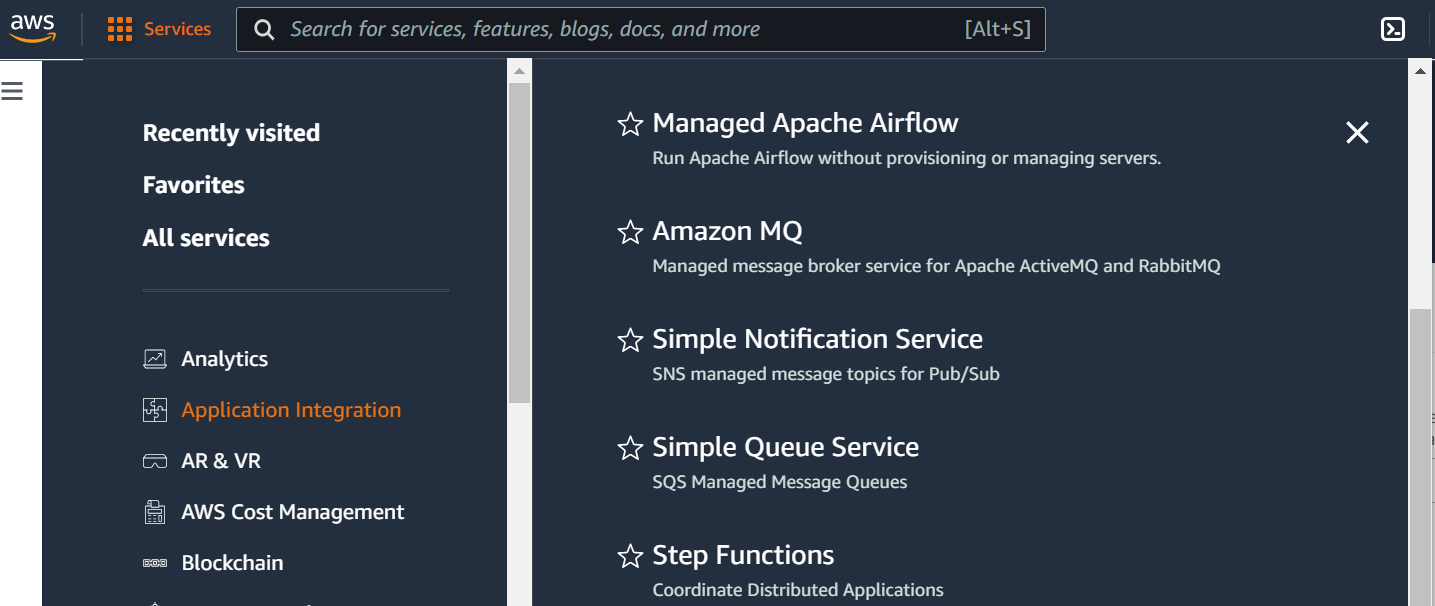 aws
Services
Search for services, features, blogs, docs, and more
[Alt+S]
Recently visited
Favorites
All services
Analytics
Application Integration
AR & VR
AWS Cost Management
Blockchain
Managed Apache Airflow
Run Apache Airflow without provisioning or managing servers.
Amazon MQ
Managed message broker service for Apache ActiveMQ and RabbitMQ
Simple Notification Service
SNS managed message topics for Pub/Sub
Simple Queue Service
SQS Managed Message Queues
Step Functions
Coordinate Distributed Applications